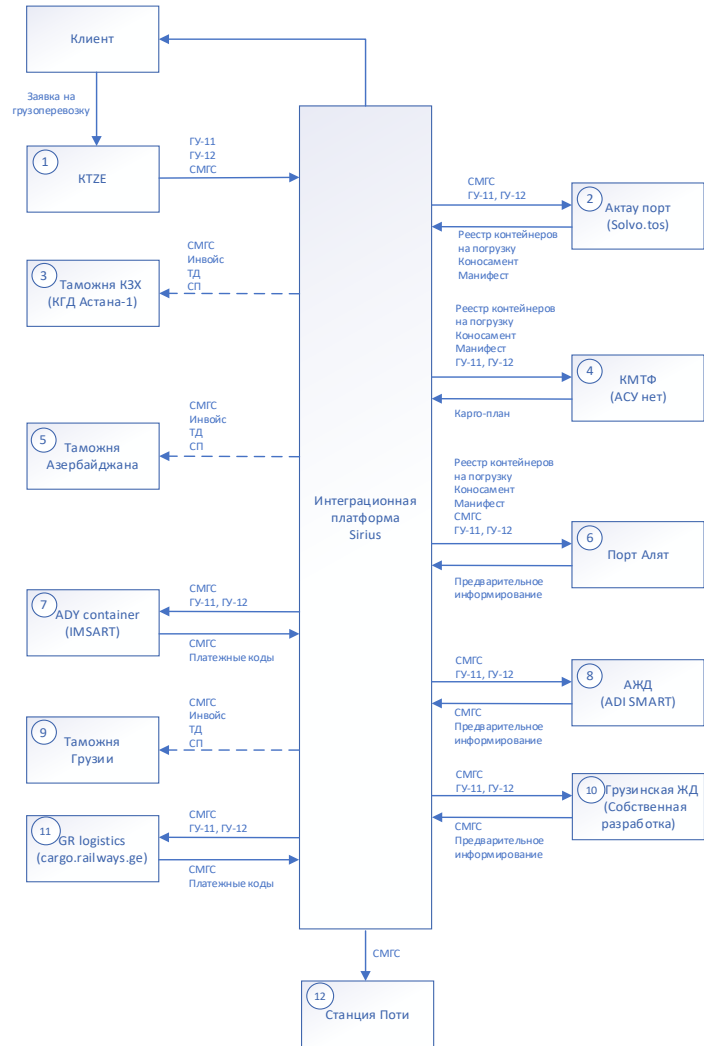 Клиент
Заявка на
грузоперевозку
1
KTZE
ГУ-11
ГУ-12
СМГС
Интеграционная
платформа
Sirius
СМГС
ГУ-11, ГУ-12
2
Актау порт
(Solvo.tos)
Реестр контейнеров
на погрузку
Коносамент
Манифест
3
Таможня КЗХ
(КГД Астана-1)
СМГС
Инвойс
ТД
СП
Реестр контейнеров
на погрузку
Коносамент
Манифест
ГУ-11, ГУ-12
4
КМТФ
(АСУ нет)
Карго-план
5
Таможня
Азербайджана
СМГС
Инвойс
ТД
СП
Реестр контейнеров
на погрузку
Коносамент
Манифест
СМГС
ГУ-11, ГУ-12
6
Порт Алят
Предварительное
информирование
7
ADY container
(IMSART)
СМГС
ГУ-11, ГУ-12
СМГС
Платежные коды
СМГС
ГУ-11, ГУ-12
8
АЖД
(ADI SMART)
СМГС
Предварительное
информирование
9
Таможня
Грузии
СМГС
Инвойс
ТД
СП
СМГС
ГУ-11, ГУ-12
10
Грузинская ЖД
(Собственная
разработка)
СМГС
Предварительное
информирование
11
GR logistics
(cargo.railways.ge)
СМГС
ГУ-11, ГУ-12
СМГС
Платежные коды
СМГС
12
Станция Поти